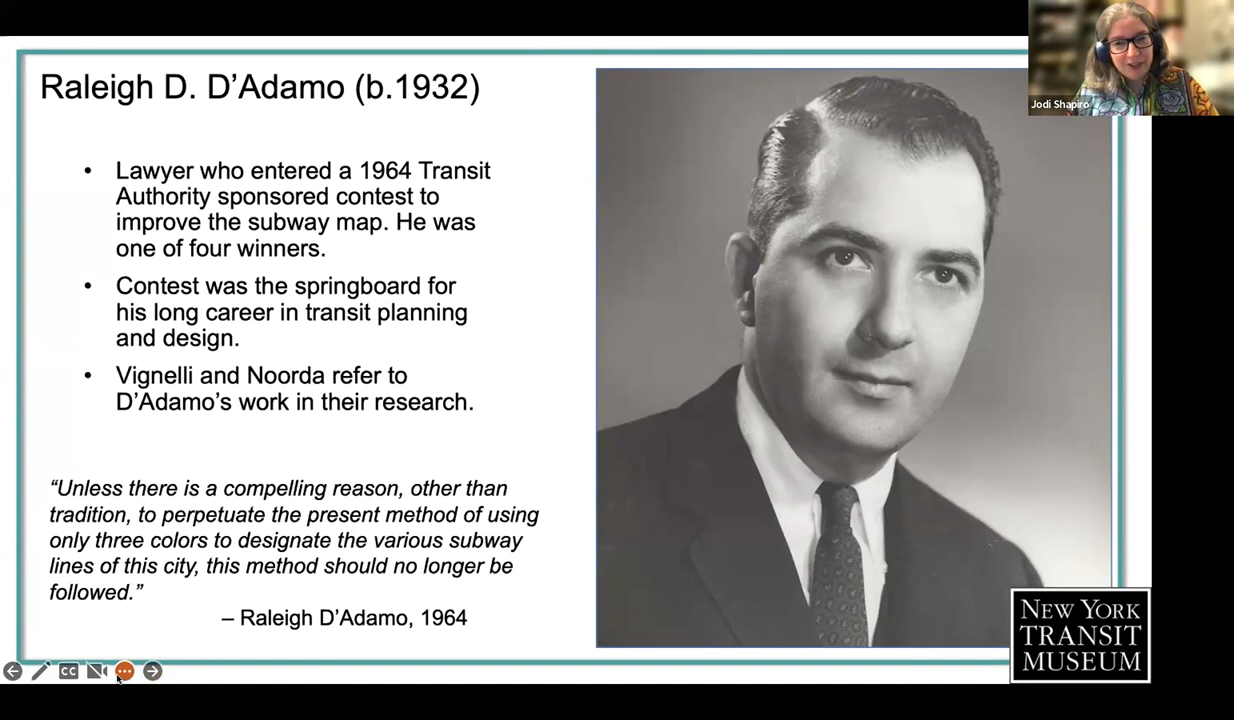 Raleigh D. D’Adamo (b.1932)
• Lawyer who entered a 1964 Transit
Authority sponsored contest to
improve the subway map. He was
one of four winners.
• Contest was the springboard for
his long career in transit planning
and design.
• Vignelli and Noorda refer to
D’Adamo’s work in their research.
“Unless there is a compelling reason, other than
tradition, to perpetuate the present method of using
only three colors to designate the various subway
lines of this city, this method should no longer be
followed.”
– Raleigh D’Adamo, 1964
Jodi Shapiro
NEW YORK
TRANSIT
MUSEUM
CC